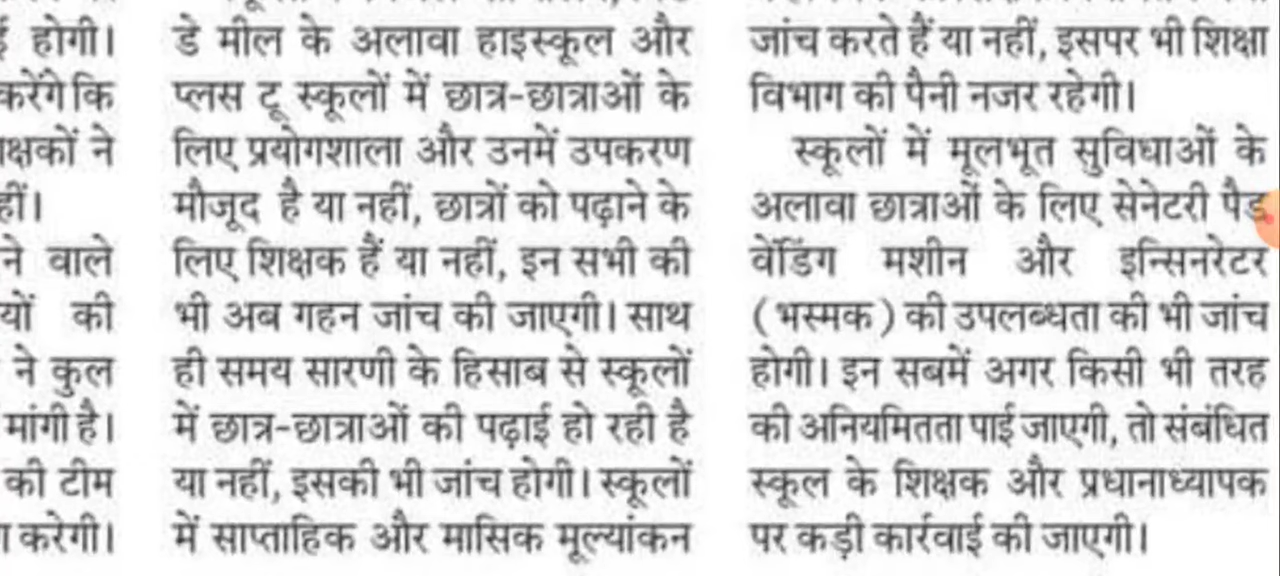 होगी।
करेंगे कि
ने
हीं।
ने वाले
यों की
ने कुल
मांगी है।
की टीम
करेगी।
डे मील के अलावा हाइस्कूल और
प्लस टू स्कूलों में छात्र-छात्राओं के
लिए प्रयोगशाला और उनमें उपकरण
मौजूद है या नहीं, छात्रों को पढ़ाने के
लिए शिक्षक हैं या नहीं, इन सभी की
भी अब गहन जांच की जाएगी। साथ
ही समय सारणी के हिसाब से स्कूलों
में छात्र-छात्राओं की पढ़ाई हो रही है
या नहीं, इसकी भी जांच होगी। स्कूलों
में साप्ताहिक और मासिक मूल्यांकन
जांच करते हैं या नहीं, इसपर भी शिक्षा
विभाग की पैनी नजर रहेगी।
स्कूलों में मूलभूत सुविधाओं के
अलावा छात्राओं के लिए सेनेटरी पैड
वेंडिंग मशीन और इन्सिनरेटर
(भस्मक) की उपलब्धता की भी जांच
होगी। इन सबमें अगर किसी भी तरह
की अनियमितता पाई जाएगी, तो संबंधित
स्कूल के शिक्षक और प्रधानाध्यापक
पर कड़ी कार्रवाई की जाएगी।